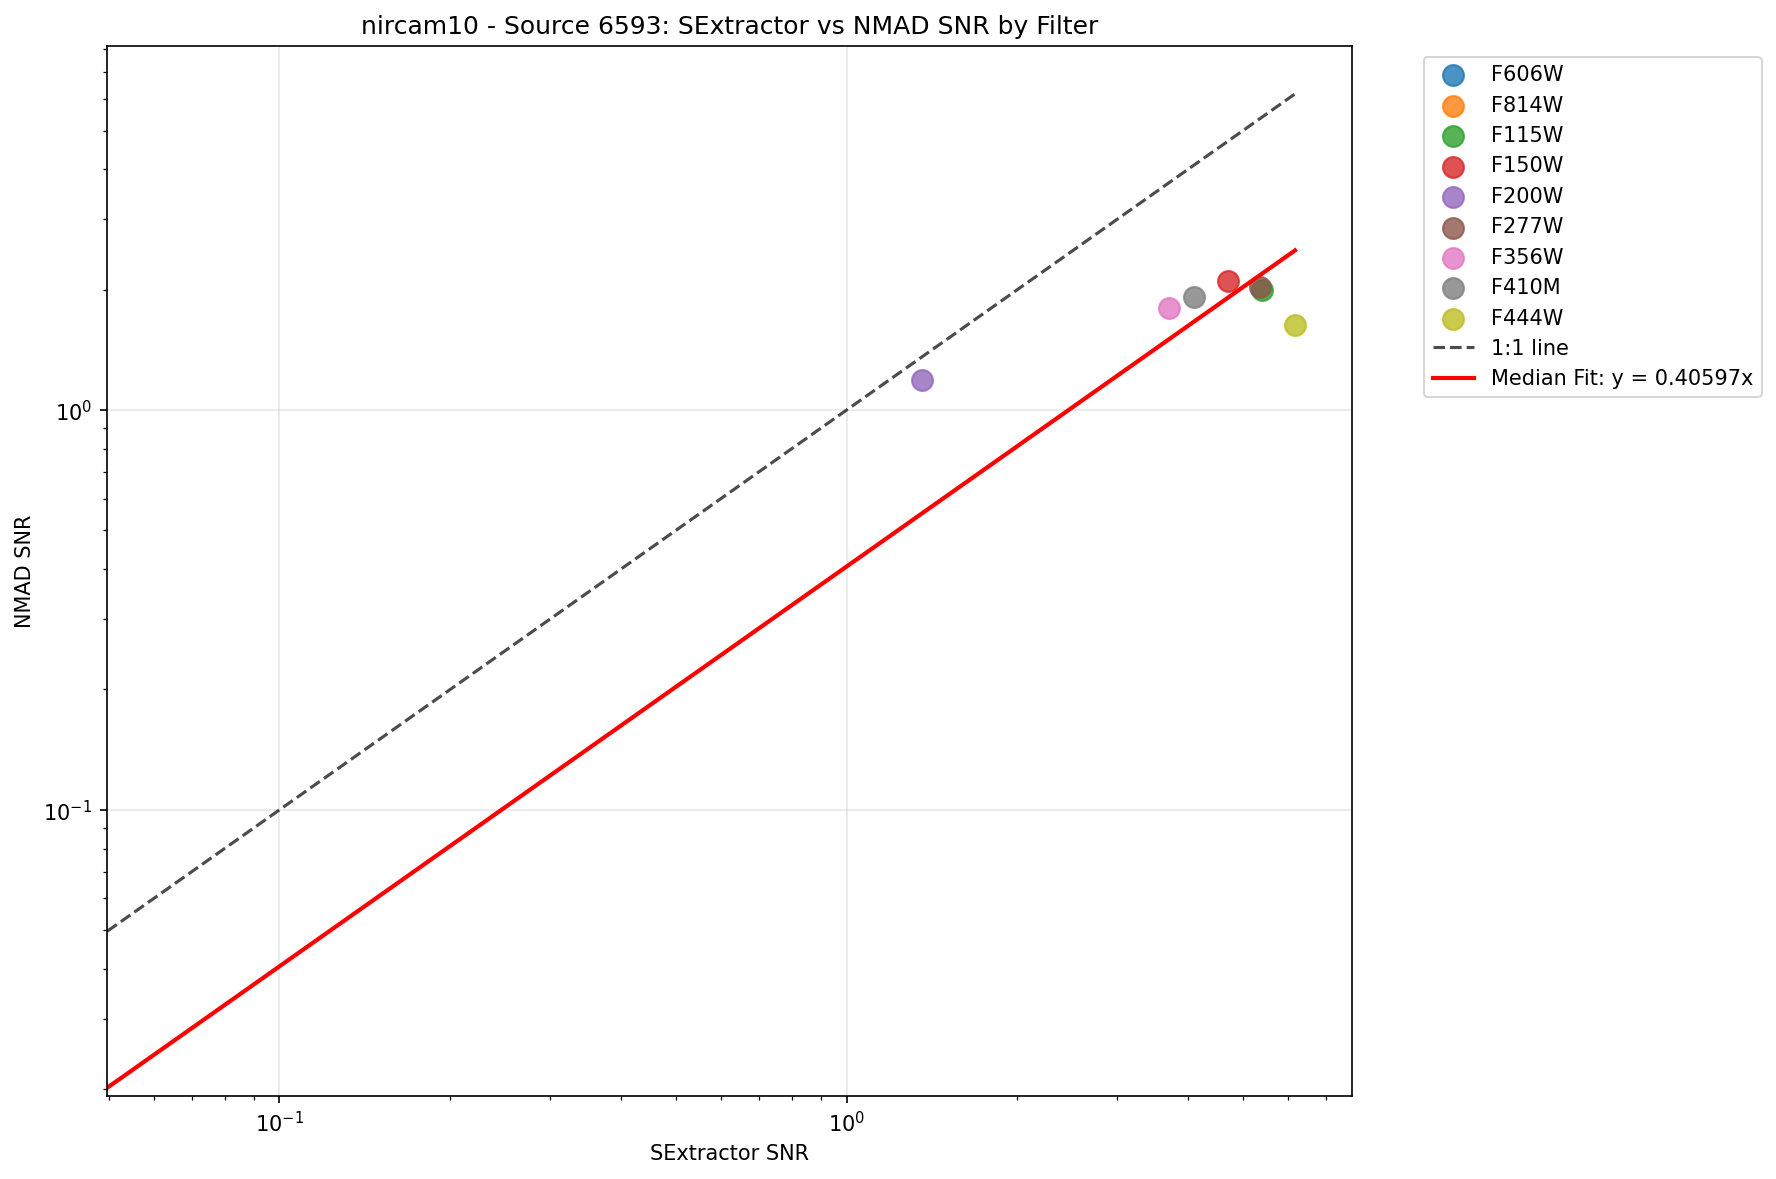 nircam10 - Source 6593: SExtractor vs NMAD SNR by Filter
F606W
F814W
F115W
F150W
F200W
F277W
F356W
F410M
F444W
1:1 line
Median Fit: y = 0.40597x
NMAD SNR
10⁰
10⁻¹
10⁻¹
10⁰
SExtractor SNR